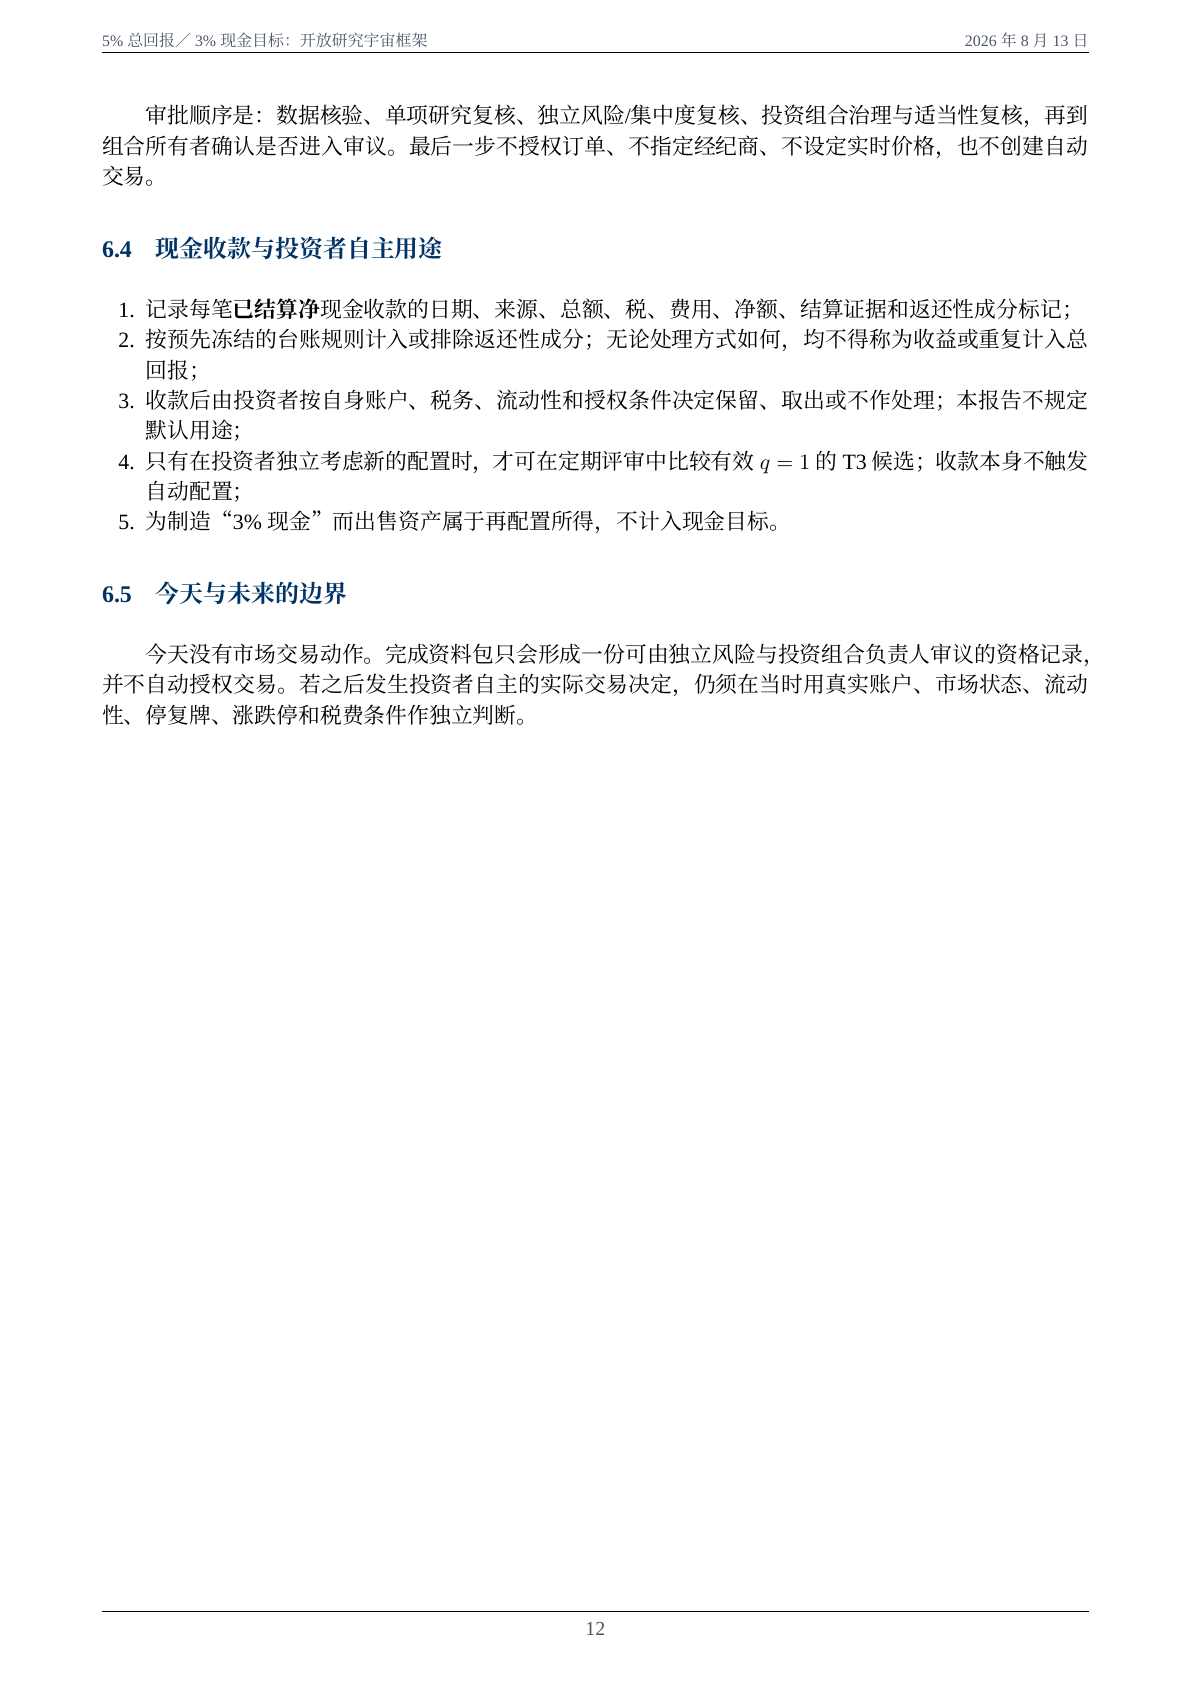 5% 总回报／ 3% 现金目标：开放研究宇宙框架
2026 年 8 月 13 日
审批顺序是：数据核验、单项研究复核、独立风险/集中度复核、投资组合治理与适当性复核，再到
组合所有者确认是否进入审议。最后一步不授权订单、不指定经纪商、不设定实时价格，也不创建自动
交易。
6.4 现金收款与投资者自主用途
1. 记录每笔已结算净现金收款的日期、来源、总额、税、费用、净额、结算证据和返还性成分标记；
2. 按预先冻结的台账规则计入或排除返还性成分；无论处理方式如何，均不得称为收益或重复计入总
回报；
3. 收款后由投资者按自身账户、税务、流动性和授权条件决定保留、取出或不作处理；本报告不规定
默认用途；
4. 只有在投资者独立考虑新的配置时，才可在定期评审中比较有效 q = 1 的 T3 候选；收款本身不触发
自动配置；
5. 为制造“3% 现金”而出售资产属于再配置所得，不计入现金目标。
6.5 今天与未来的边界
今天没有市场交易动作。完成资料包只会形成一份可由独立风险与投资组合负责人审议的资格记录，
并不自动授权交易。若之后发生投资者自主的实际交易决定，仍须在当时用真实账户、市场状态、流动
性、停复牌、涨跌停和税费条件作独立判断。
12